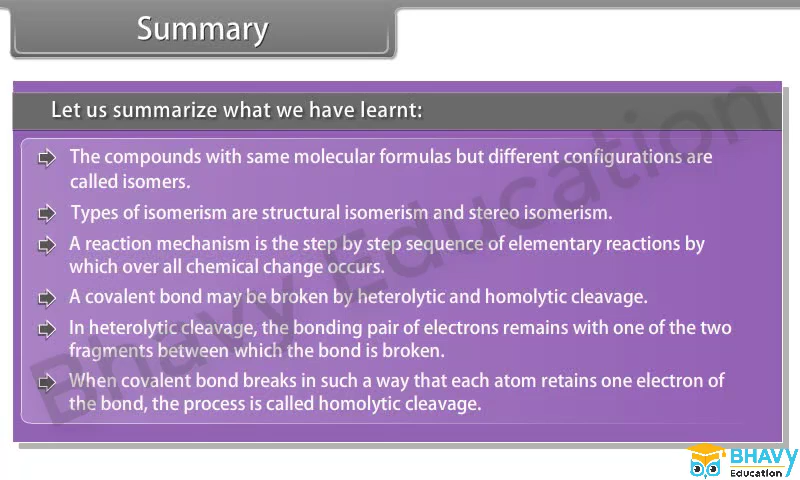 Summary
Let us summarize what we have learnt:
The compounds with same molecular formulas but different configurations are
called isomers.
Types of isomerism are structural isomerism and stereo isomerism.
A reaction mechanism is the step by step sequence of elementary reactions by
which over all chemical change occurs.
A covalent bond may be broken by heterolytic and homolytic cleavage.
In heterolytic cleavage, the bonding pair of electrons remains with one of the two
fragments between which the bond is broken.
When covalent bond breaks in such a way that each atom retains one electron of
the bond, the process is called homolytic cleavage.
Bhavy Education
BHAVY
Education